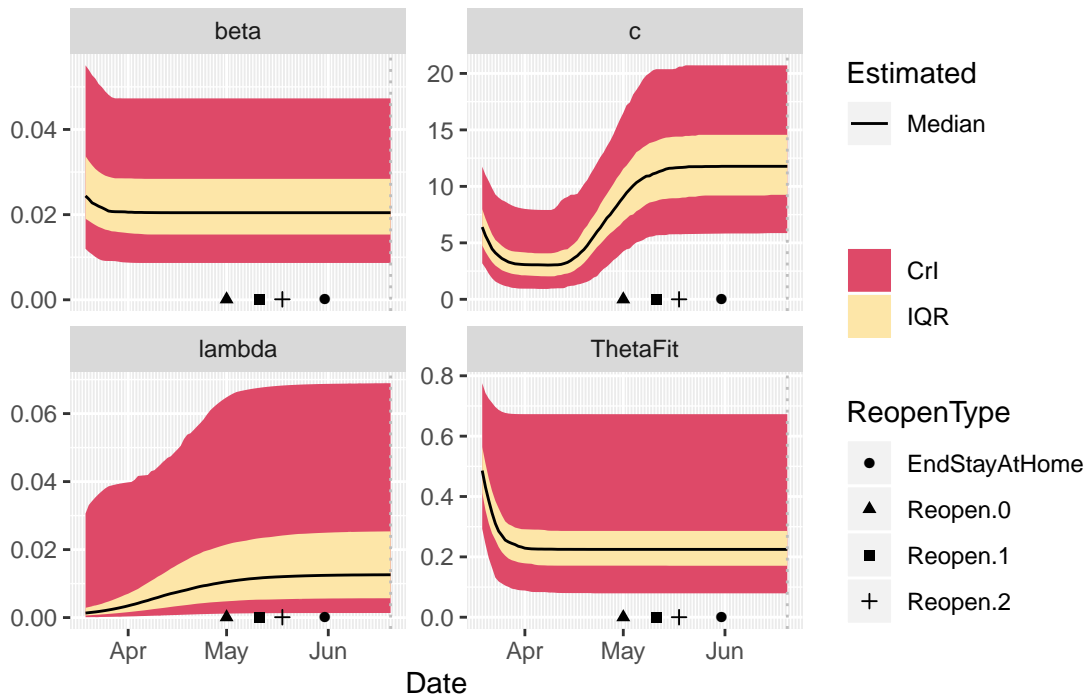 beta
c
0.04
0.02
0.00
20
15
10
5
0
lambda
ThetaFit
0.06
0.04
0.02
0.00
0.8
0.6
0.4
0.2
0.0
Apr May Jun
Apr May Jun
Date
Estimated
Median
CrI
IQR
ReopenType
EndStayAtHome
Reopen.0
Reopen.1
Reopen.2